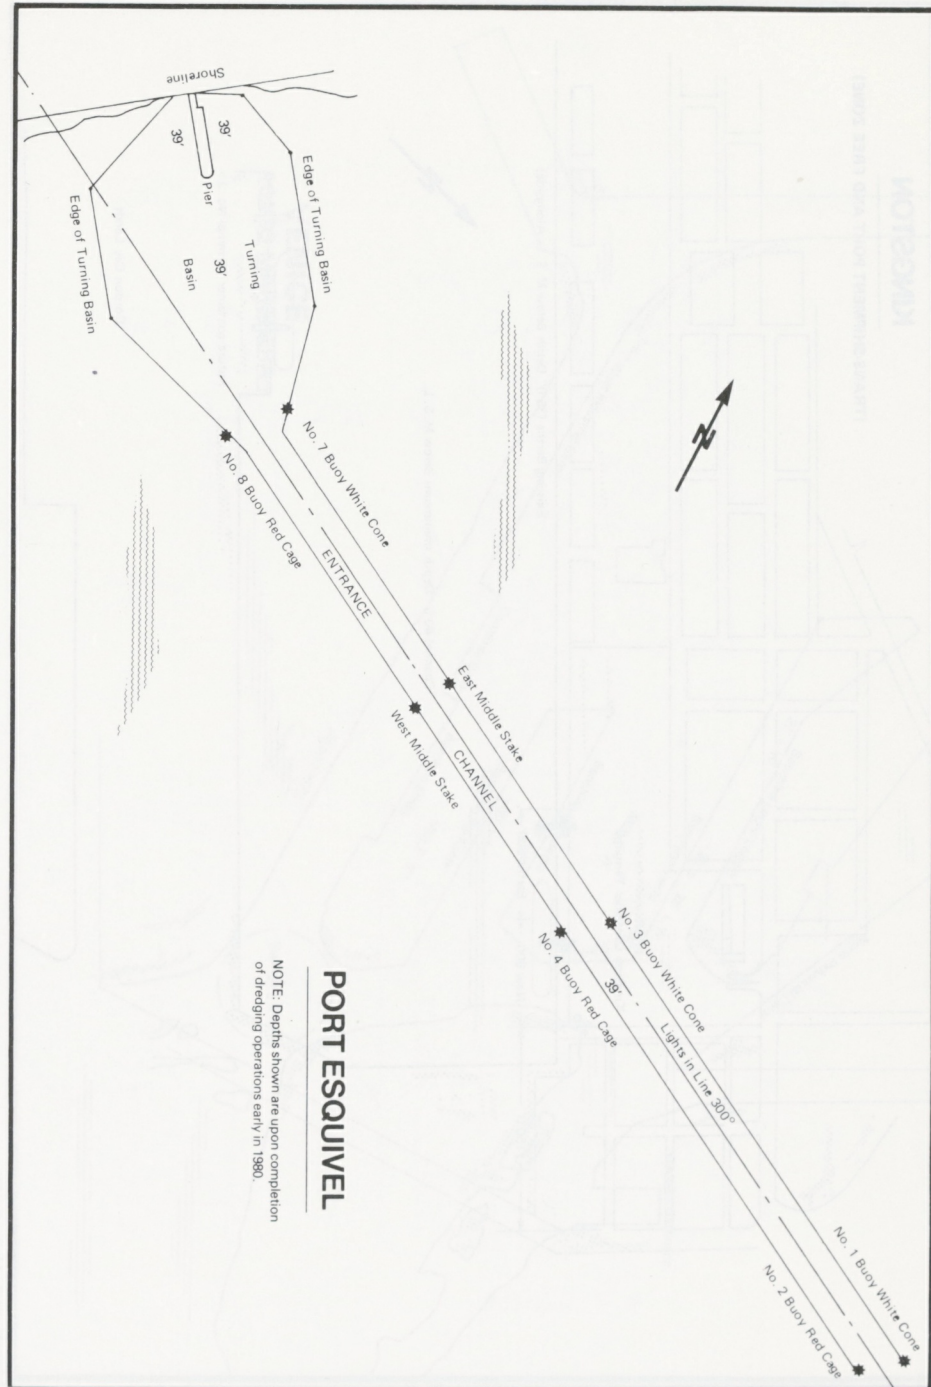 PORT ESQUIVEL
NOTE: Depths shown are upon completion
of dredging operations early in 1980.
Shoreline
39'
39'
Pier
Edge of Turning Basin
Edge of Turning Basin
Turning
Basin
39'
N
No. 7 Buoy White Cone
No. 8 Buoy Red Cage
ENTRANCE
East Middle Stake
West Middle Stake
CHANNEL
No. 3 Buoy White Cone
No. 4 Buoy Red Cage
39'
Lights in Line 300°
No. 1 Buoy White Cone
No. 2 Buoy Red Cage
KINGSTON